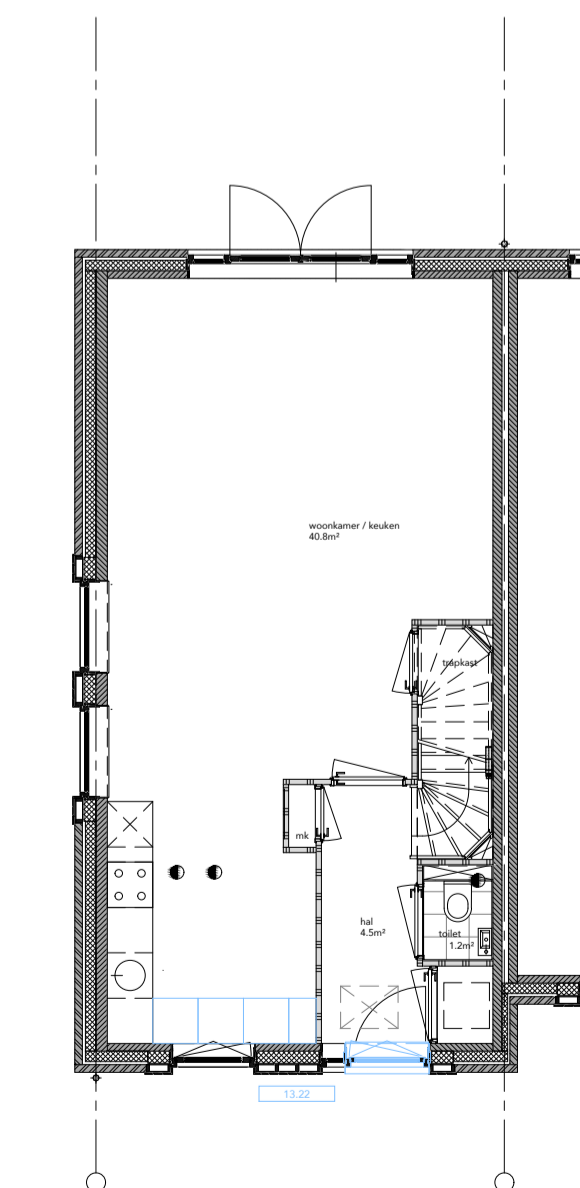 woonkamer / keuken
40.8m²
trapkast
mk
hal
4.5m²
toilet
1.2m²
13.22